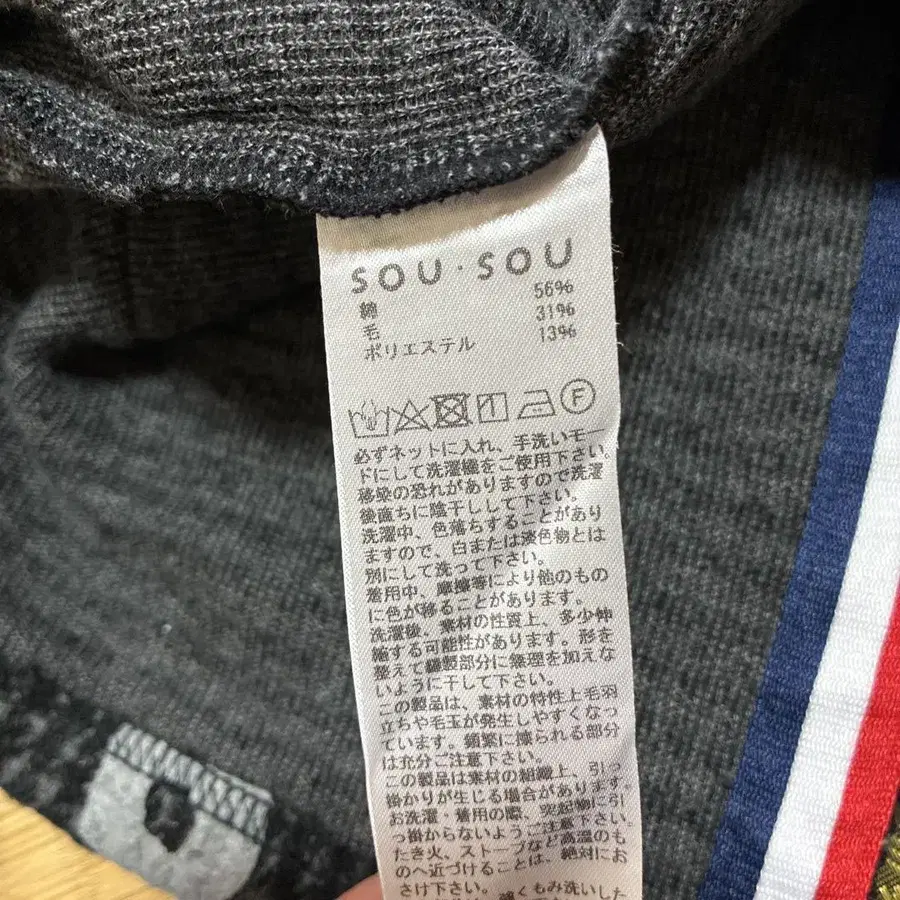 SOU・SOU
綿 56%
毛 31%
ポリエステル 13%
F
必ずネットに入れ、手洗いモー
ドにして洗濯機をご使用下さい。
移染の恐れがありますので洗濯
後直ちに陰干しして下さい。
洗濯中、色落ちすることがあり
ますので、白または淡色物とは
別にして洗って下さい。
着用中、摩擦等により他のもの
に色が移ることがあります。
洗濯後、素材の性質上、多少伸
縮する可能性があります。形を
整えて縫製部分に無理を加えな
いように干して下さい。
この製品は、素材の特性上毛羽
立ちや毛玉が発生しやすくなっ
ています。頻繁に擦られる部分
は充分ご注意下さい。
この製品は素材の組織上、引っ
掛かりが生じる場合があります。
お洗濯・着用の際、突起物に引
っ掛からないようご注意下さい。
たき火、ストーブなど高温のも
のへ近づけることは、絶対にお
さけ下さい。
強くもみ洗いした